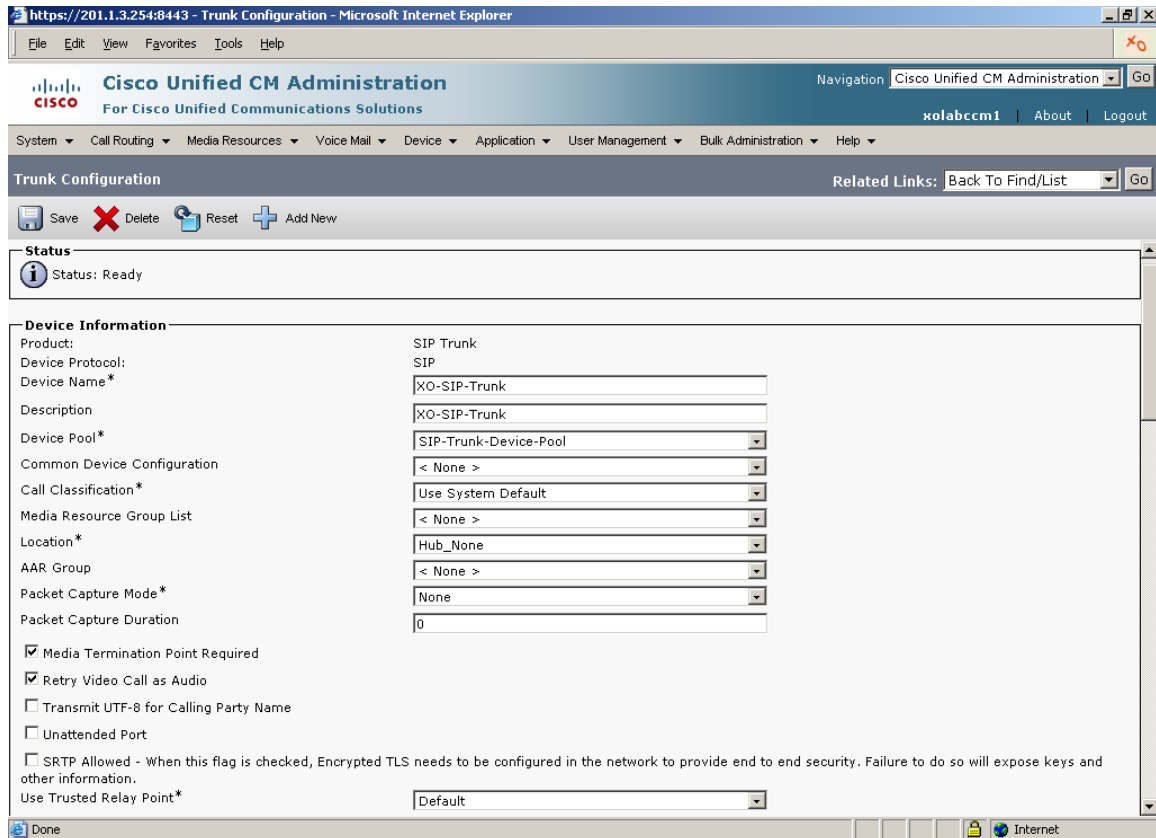 https://201.1.3.254:8443 - Trunk Configuration - Microsoft Internet Explorer
File Edit View Favorites Tools Help
Cisco Unified CM Administration
For Cisco Unified Communications Solutions
CISCO
Navigation Cisco Unified CM Administration Go
xolabccm1 | About | Logout
System Call Routing Media Resources Voice Mail Device Application User Management Bulk Administration Help
Trunk Configuration
Related Links: Back To Find/List Go
Save Delete Reset Add New
Status
Status: Ready
Device Information
Product: SIP Trunk
Device Protocol: SIP
Device Name* XO-SIP-Trunk
Description XO-SIP-Trunk
Device Pool* SIP-Trunk-Device-Pool
Common Device Configuration < None >
Call Classification* Use System Default
Media Resource Group List < None >
Location* Hub_None
AAR Group < None >
Packet Capture Mode* None
Packet Capture Duration 0
Media Termination Point Required
Retry Video Call as Audio
Transmit UTF-8 for Calling Party Name
Unattended Port
SRTP Allowed - When this flag is checked, Encrypted TLS needs to be configured in the network to provide end to end security. Failure to do so will expose keys and
other information.
Use Trusted Relay Point* Default
Done
Internet